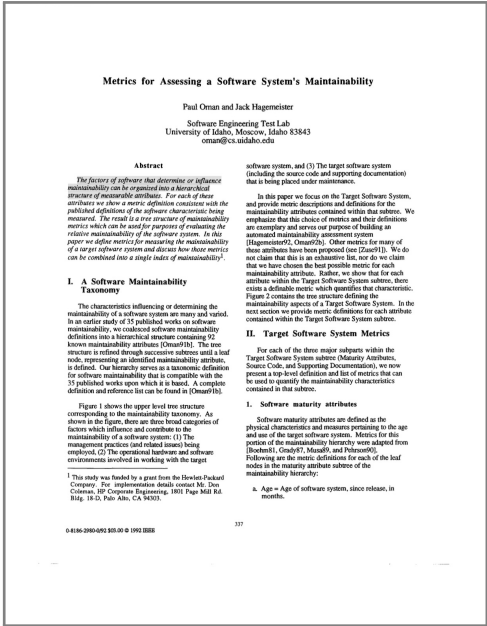 Metrics for Assessing a Software System's Maintainability
Paul Oman and Jack Hagemeister
Software Engineering Test Lab
University of Idaho, Moscow, Idaho 83843
oman@cs.uidaho.edu
Abstract
The factors of software that determine or influence
maintainability can be organized into a hierarchical
structure of measurable attributes. For each of these
attributes we show a metric definition consistent with the
published definitions of the software characteristic being
measured. The result is a tree structure of maintainability
metrics which can be used for purposes of evaluating the
relative maintainability of the software system. In this
paper we define metrics for measuring the maintainability
of a target software system and discuss how those metrics
can be combined into a single index of maintainability1.
I. A Software Maintainability
Taxonomy
The characteristics influencing or determining the
maintainability of a software system are many and varied.
In an earlier study of 35 published works on software
maintainability, we coalesced software maintainability
definitions into a hierarchical structure containing 92
known maintainability attributes [Oman91b]. The tree
structure is refined through successive subtrees until a leaf
node, representing an identified maintainability attribute,
is defined. Our hierarchy serves as a taxonomic definition
for software maintainability that is compatible with the
35 published works upon which it is based. A complete
definition and reference list can be found in [Oman91b].
Figure 1 shows the upper level tree structure
corresponding to the maintainability taxonomy. As
shown in the figure, there are three broad categories of
factors which influence and contribute to the
maintainability of a software system: (1) The
management practices (and related issues) being
employed, (2) The operational hardware and software
environments involved in working with the target
1 This study was funded by a grant from the Hewlett-Packard
Company. For implementation details contact Mr. Don
Coleman, HP Corporate Engineering, 1801 Page Mill Rd.
Bldg. 18-D, Palo Alto, CA 94303.
software system, and (3) The target software system
(including the source code and supporting documentation)
that is being placed under maintenance.
In this paper we focus on the Target Software System,
and provide metric descriptions and definitions for the
maintainability attributes contained within that subtree. We
emphasize that this choice of metrics and their definitions
are exemplary and serves our purpose of building an
automated maintainability assessment system
[Hagemeister92, Oman92b]. Other metrics for many of
these attributes have been proposed (see [Zuse91]). We do
not claim that this is an exhaustive list, nor do we claim
that we have chosen the best possible metric for each
maintainability attribute. Rather, we show that for each
attribute within the Target Software System subtree, there
exists a definable metric which quantifies that characteristic.
Figure 2 contains the tree structure defining the
maintainability aspects of a Target Software System. In the
next section we provide metric definitions for each attribute
contained within the Target Software System subtree.
II. Target Software System Metrics
For each of the three major subparts within the
Target Software System subtree (Maturity Attributes,
Source Code, and Supporting Documentation), we now
present a top-level definition and list of metrics that can
be used to quantify the maintainability characteristics
contained in that subtree.
1. Software maturity attributes
Software maturity attributes are defined as the
physical characteristics and measures pertaining to the age
and use of the target software system. Metrics for this
portion of the maintainability hierarchy were adapted from
[Boehm81, Grady87, Musa89, and Pehrson90].
Following are the metric definitions for each of the leaf
nodes in the maturity attribute subtree of the
maintainability hierarchy:
a. Age = Age of software system, since release, in
months.
337
0-8186-2980-0/92 $03.00 © 1992 IEEE